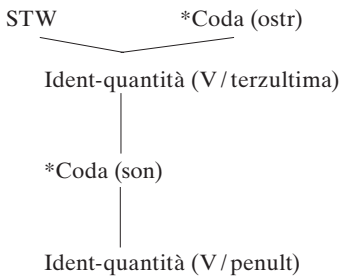 STW *Coda (ostr)
Ident-quantità (V/terzultima)
*Coda (son)
Ident-quantità (V/penult)